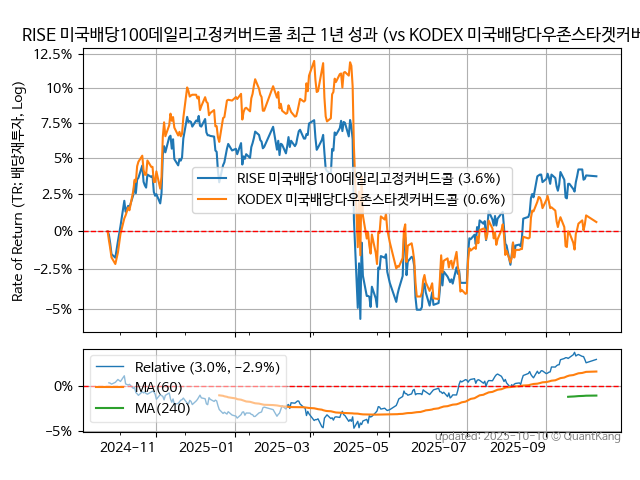 RISE 미국배당100데일리고정커버드콜 최근 1년 성과 (vs KODEX 미국배당다우존스타겟커버
12.5%
10%
7.5%
5%
2.5%
0%
−2.5%
−5%
Rate of Return (TR: 배당재투자, Log)
RISE 미국배당100데일리고정커버드콜 (3.6%)
KODEX 미국배당다우존스타겟커버드콜 (0.6%)
0%
−5%
Relative (3.0%, −2.9%)
MA(60)
MA(240)
2024−11
2025−01
2025−03
2025−05
2025−07
2025−09
updated: 2025−10−10 © QuantKang